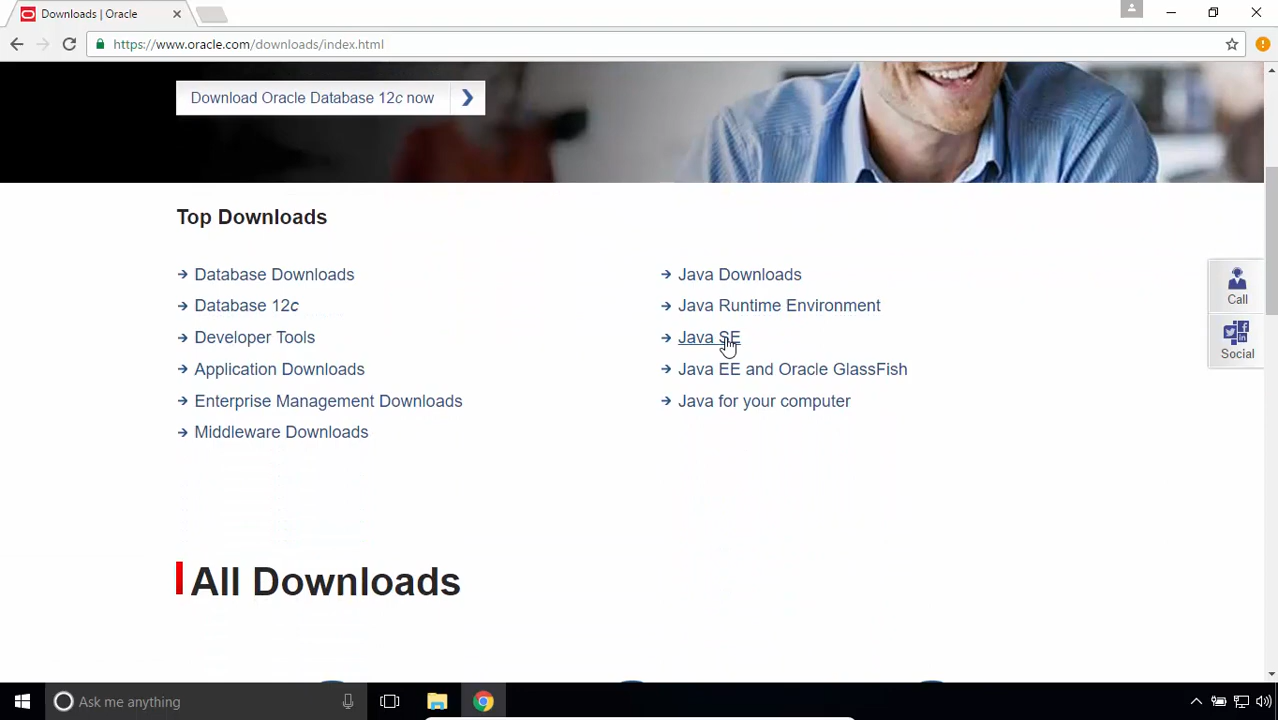 Downloads | Oracle
https://www.oracle.com/downloads/index.html
Download Oracle Database 12c now
Top Downloads
Database Downloads
Database 12c
Developer Tools
Application Downloads
Enterprise Management Downloads
Middleware Downloads
Java Downloads
Java Runtime Environment
Java SE
Java EE and Oracle GlassFish
Java for your computer
Call
Social
All Downloads
Ask me anything